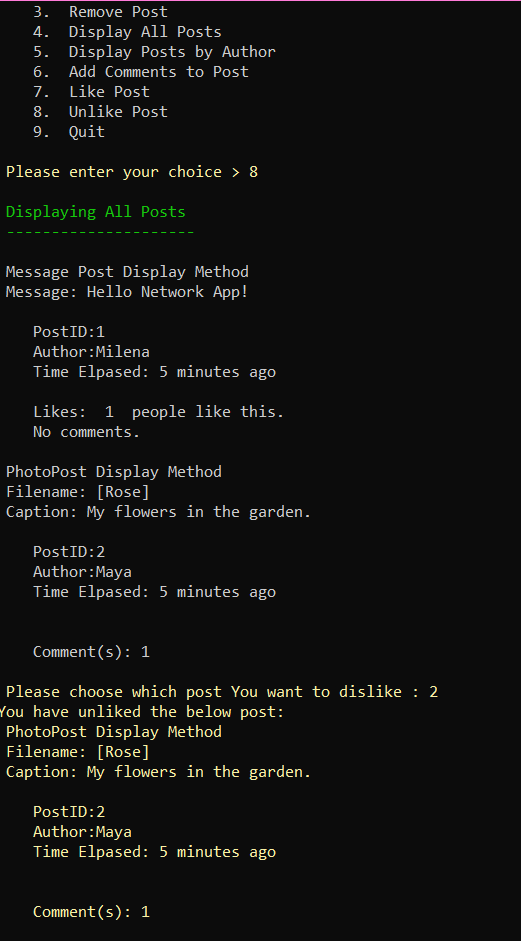 3. Remove Post
4. Display All Posts
5. Display Posts by Author
6. Add Comments to Post
7. Like Post
8. Unlike Post
9. Quit
Please enter your choice > 8
Displaying All Posts
---------------------
Message Post Display Method
Message: Hello Network App!
PostID:1
Author:Milena
Time Elpased: 5 minutes ago
Likes:  1  people like this.
No comments.
PhotoPost Display Method
Filename: [Rose]
Caption: My flowers in the garden.
PostID:2
Author:Maya
Time Elpased: 5 minutes ago
Comment(s): 1
Please choose which post You want to dislike : 2
You have unliked the below post:
PhotoPost Display Method
Filename: [Rose]
Caption: My flowers in the garden.
PostID:2
Author:Maya
Time Elpased: 5 minutes ago
Comment(s): 1